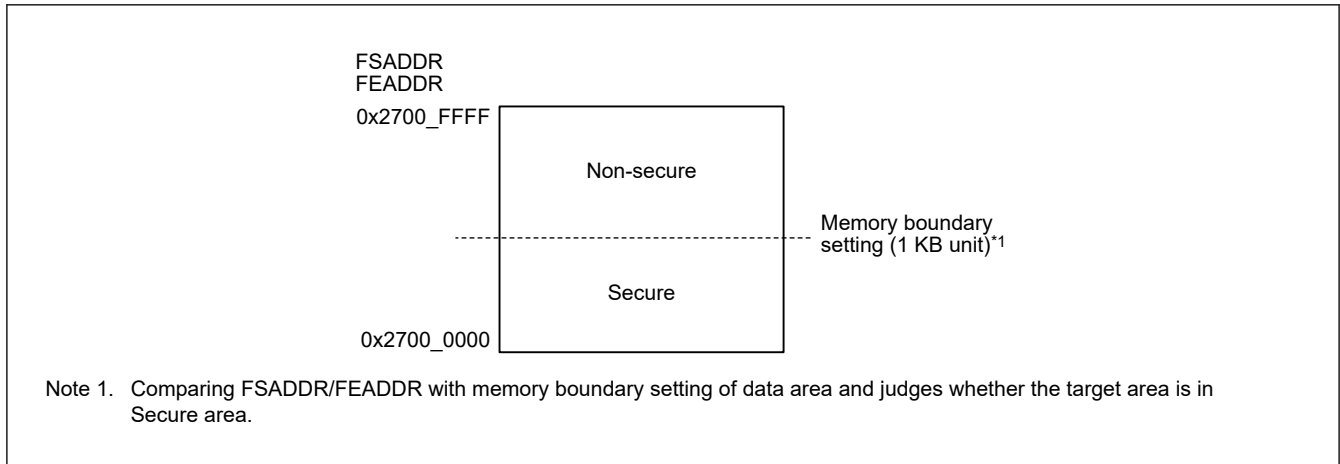 FSADDR
FEADDR
0x2700_FFFF
Non-secure
Memory boundary
setting (1 KB unit)*1
Secure
0x2700_0000
Note 1. Comparing FSADDR/FEADDR with memory boundary setting of data area and judges whether the target area is in
Secure area.